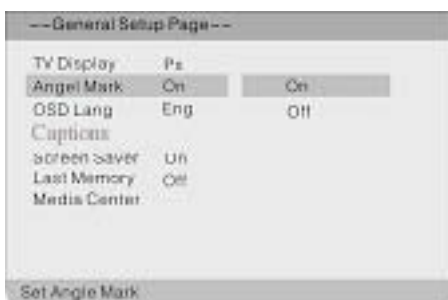 --General Setup Page--
TV Display Ps
Angel Mark On On
OSD Lang Eng Off
Captions
Screen Saver On
Last Memory Off
Media Center
Set Angle Mark